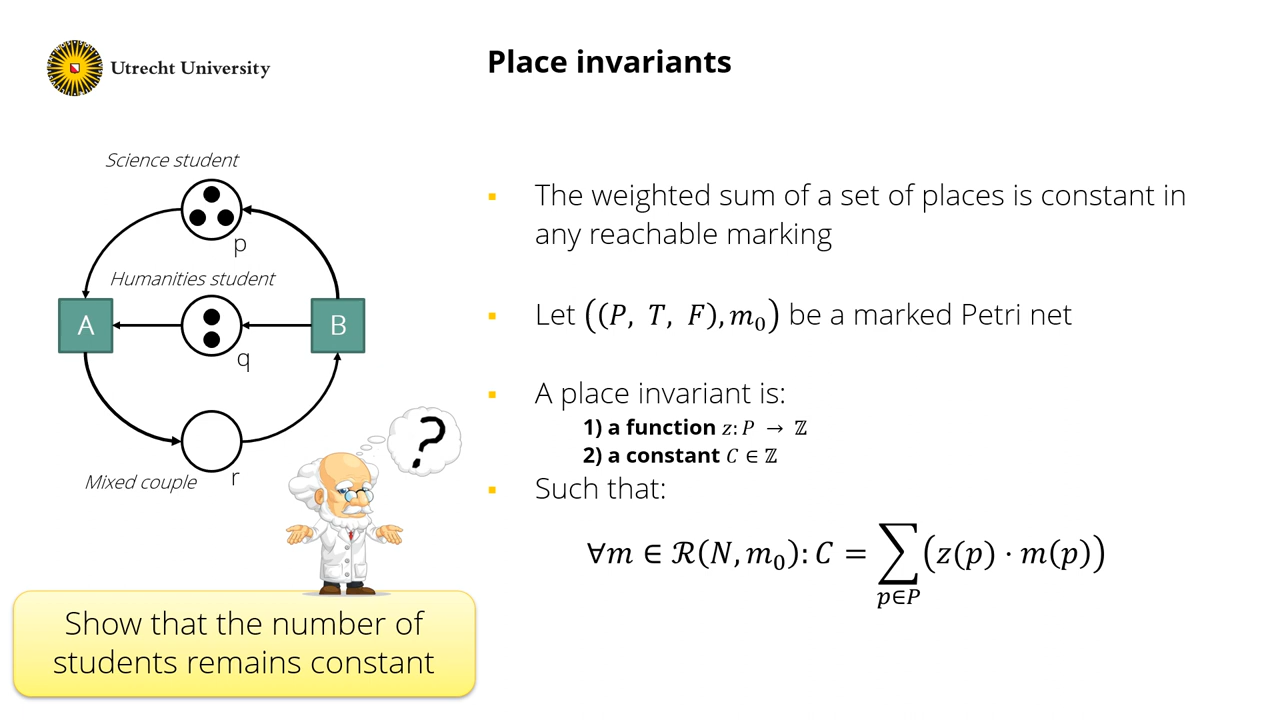 Utrecht University
Place invariants
Science student
p
Humanities student
A
B
q
Mixed couple
r
?
Show that the number of
students remains constant
▪ The weighted sum of a set of places is constant in
any reachable marking
▪ Let ((P, T, F), m₀) be a marked Petri net
▪ A place invariant is:
1) a function z: P → ℤ
2) a constant C ∈ ℤ
▪ Such that:
∀m ∈ ℛ(N, m₀): C = ∑ (z(p) · m(p))
p∈P